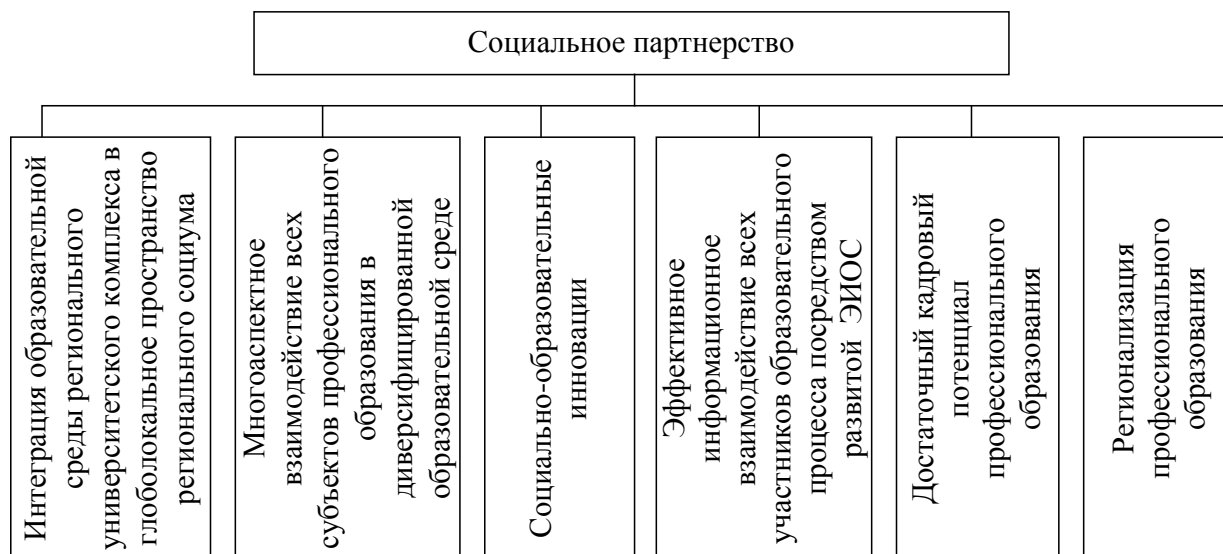 Социальное партнерство
Интеграция образовательной
среды регионального
университетского комплекса в
глоболокальное пространство
регионального социума
Многоаспектное
взаимодействие всех
субъектов профессионального
образования в
диверсифицированной
образовательной среде
Социально-образовательные
инновации
Эффективное
информационное
взаимодействие всех
участников образовательного
процесса посредством
развитой ЭИОС
Достаточный кадровый
потенциал
профессионального
образования
Регионализация
профессионального
образования